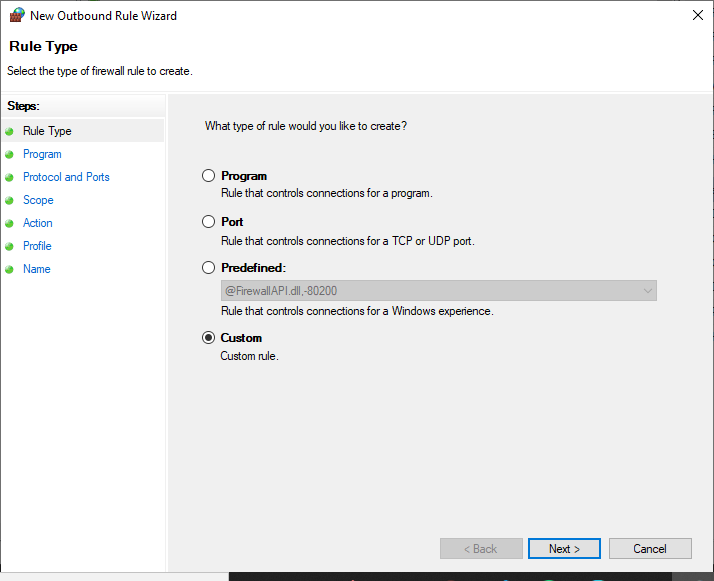 New Outbound Rule Wizard
Rule Type
Select the type of firewall rule to create.
Steps:
Rule Type
Program
Protocol and Ports
Scope
Action
Profile
Name
What type of rule would you like to create?
Program
Rule that controls connections for a program.
Port
Rule that controls connections for a TCP or UDP port.
Predefined:
@FirewallAPI.dll,-80200
Rule that controls connections for a Windows experience.
Custom
Custom rule.
< Back
Next >
Cancel